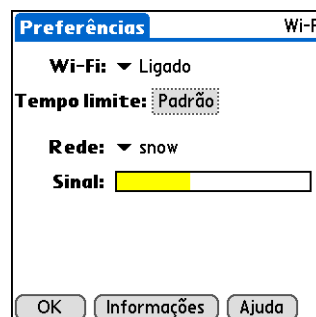 Preferências Wi-F
Wi-Fi: Ligado
Tempo limite: Padrão
Rede: snow
Sinal:
OK Informações Ajuda